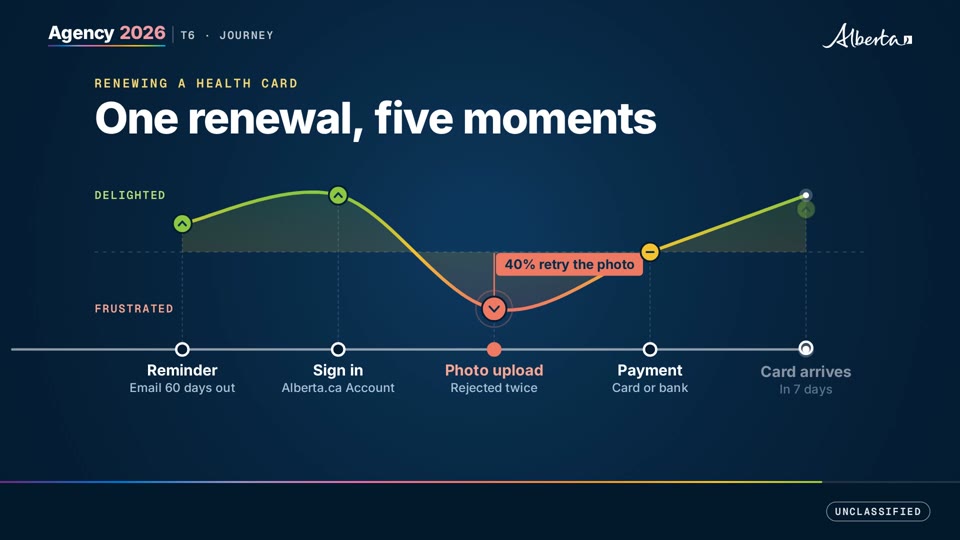 Agency 2026 | T6 · JOURNEY
Alberta
RENEWING A HEALTH CARD
One renewal, five moments
DELIGHTED
40% retry the photo
FRUSTRATED
Reminder
Email 60 days out
Sign in
Alberta.ca Account
Photo upload
Rejected twice
Payment
Card or bank
Card arrives
In 7 days
UNCLASSIFIED